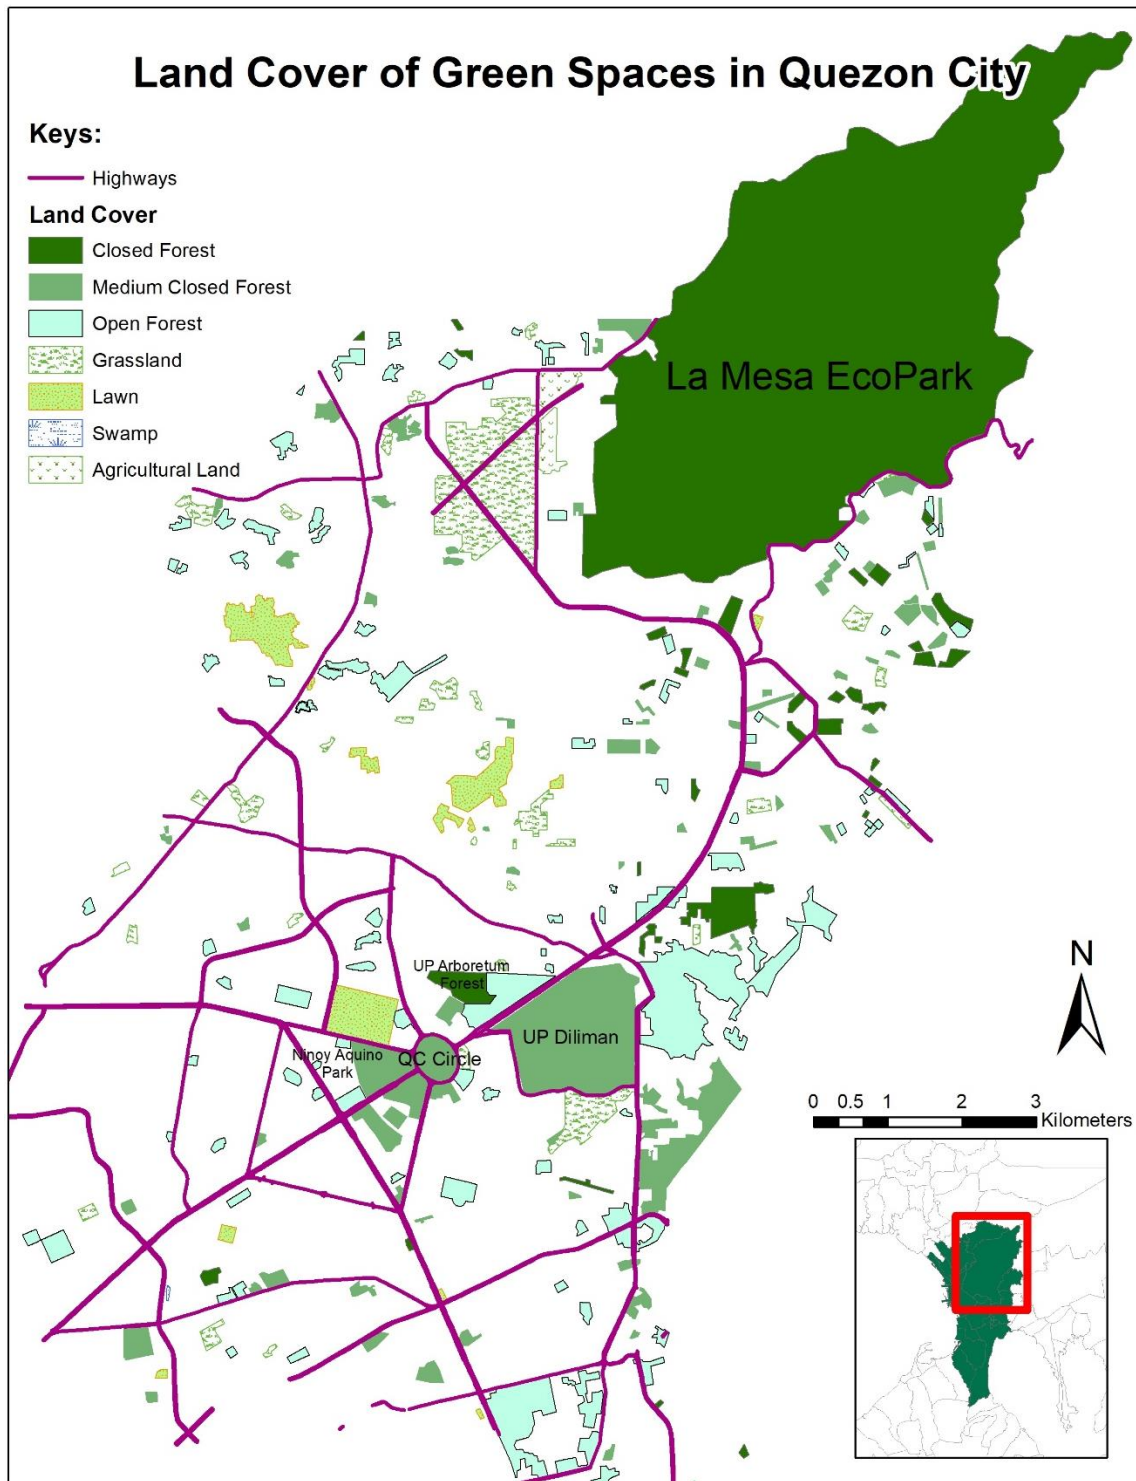 Land Cover of Green Spaces in Quezon City
Keys:
Highways
Land Cover
Closed Forest
Medium Closed Forest
Open Forest
Grassland
Lawn
Swamp
Agricultural Land
La Mesa EcoPark
UP Arboretum
Forest
UP Diliman
Ninoy Aquino
Park
QC Circle
N
0 0.5 1 2 3
Kilometers